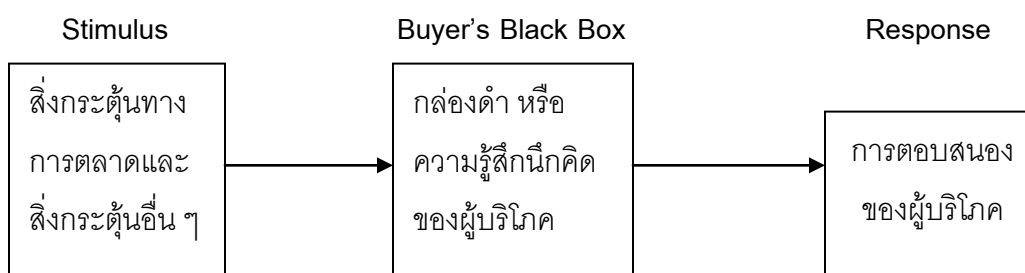 Stimulus
Buyer’s Black Box
Response
สิ่งกระตุ้นทาง
การตลาดและ
สิ่งกระตุ้นอื่น ๆ
กล่องดำ หรือ
ความรู้สึกนึกคิด
ของผู้บริโภค
การตอบสนอง
ของผู้บริโภค